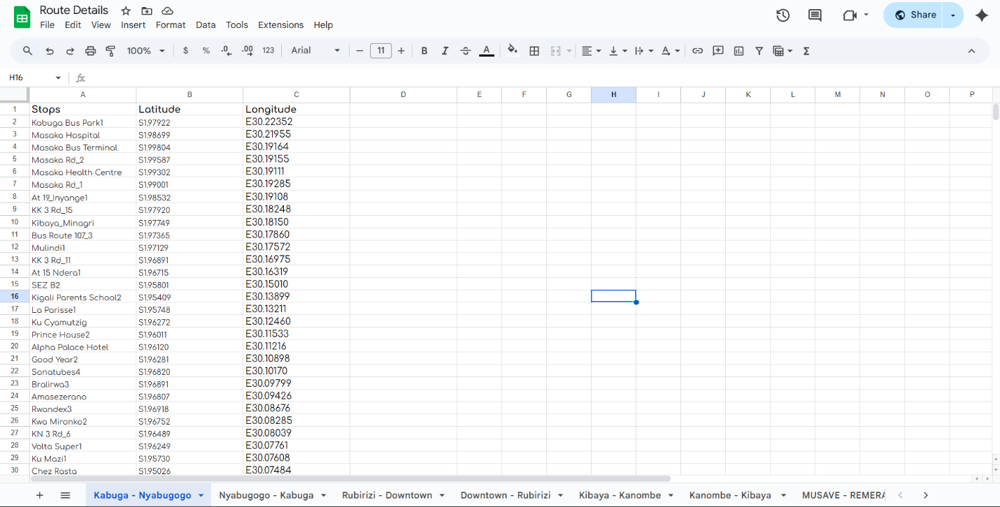 Route Details
File Edit View Insert Format Data Tools Extensions Help
Share
100% $ % .0 .00 123 Arial 11 B I A
H16 fx
A B C D E F G H I J K L M N O P
1 Stops Latitude Longitude
2 Kabuga Bus Park1 S1.97922 E30.22352
3 Masaka Hospital S1.98699 E30.21955
4 Masaka Bus Terminal S1.99804 E30.19164
5 Masaka Rd_2 S1.99587 E30.19155
6 Masaka Health Centre S1.99302 E30.19111
7 Masaka Rd_1 S1.99001 E30.19285
8 At 19_Inyange1 S1.98532 E30.19108
9 KK 3 Rd_15 S1.97920 E30.18248
10 Kibaya_Minagri S1.97749 E30.18150
11 Bus Route 107_3 S1.97365 E30.17860
12 Mulindi1 S1.97129 E30.17572
13 KK 3 Rd_11 S1.96891 E30.16975
14 At 15 Ndera1 S1.96715 E30.16319
15 SEZ B2 S1.95801 E30.15010
16 Kigali Parents School2 S1.95409 E30.13899
17 La Parisse1 S1.95748 E30.13211
18 Ku Cyamutzig S1.96272 E30.12460
19 Prince House2 S1.96011 E30.11533
20 Alpha Palace Hotel S1.96120 E30.11216
21 Good Year2 S1.96281 E30.10898
22 Sonatubes4 S1.96820 E30.10170
23 Bralirwa3 S1.96891 E30.09799
24 Amasezerano S1.96807 E30.09426
25 Rwandex3 S1.96918 E30.08676
26 Kwa Mironko2 S1.96752 E30.08285
27 KN 3 Rd_6 S1.96489 E30.08039
28 Volta Super1 S1.96249 E30.07761
29 Ku Mazi1 S1.95730 E30.07608
30 Chez Rasta S1.95026 E30.07484
Kabuga - Nyabugogo Nyabugogo - Kabuga Rubirizi - Downtown Downtown - Rubirizi Kibaya - Kanombe Kanombe - Kibaya MUSAVE - REMERA